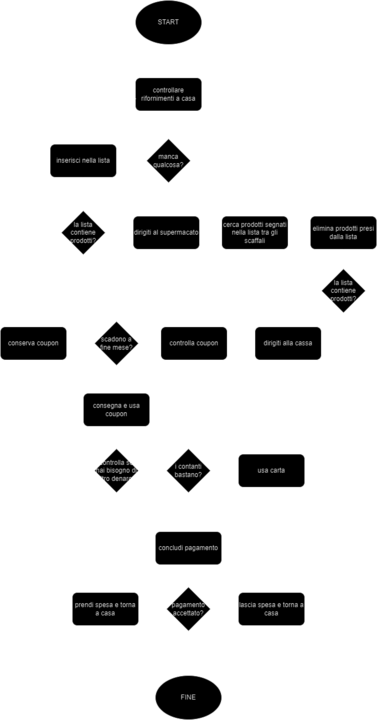 START
controllare
rifornimenti a casa
inserisci nella lista
manca
qualcosa?
la lista
contiene
prodotti?
dirigiti al supermacato
cerca prodotti segnati
nella lista tra gli
scaffali
elimina prodotti presi
dalla lista
la lista
contiene
prodotti?
conserva coupon
scadono a
fine mese?
controlla coupon
dirigiti alla cassa
consegna e usa
coupon
controlla se
hai bisogno di
altro denaro
i contanti
bastano?
usa carta
concludi pagamento
prendi spesa e torna
a casa
pagamento
accettato?
lascia spesa e torna a
casa
FINE